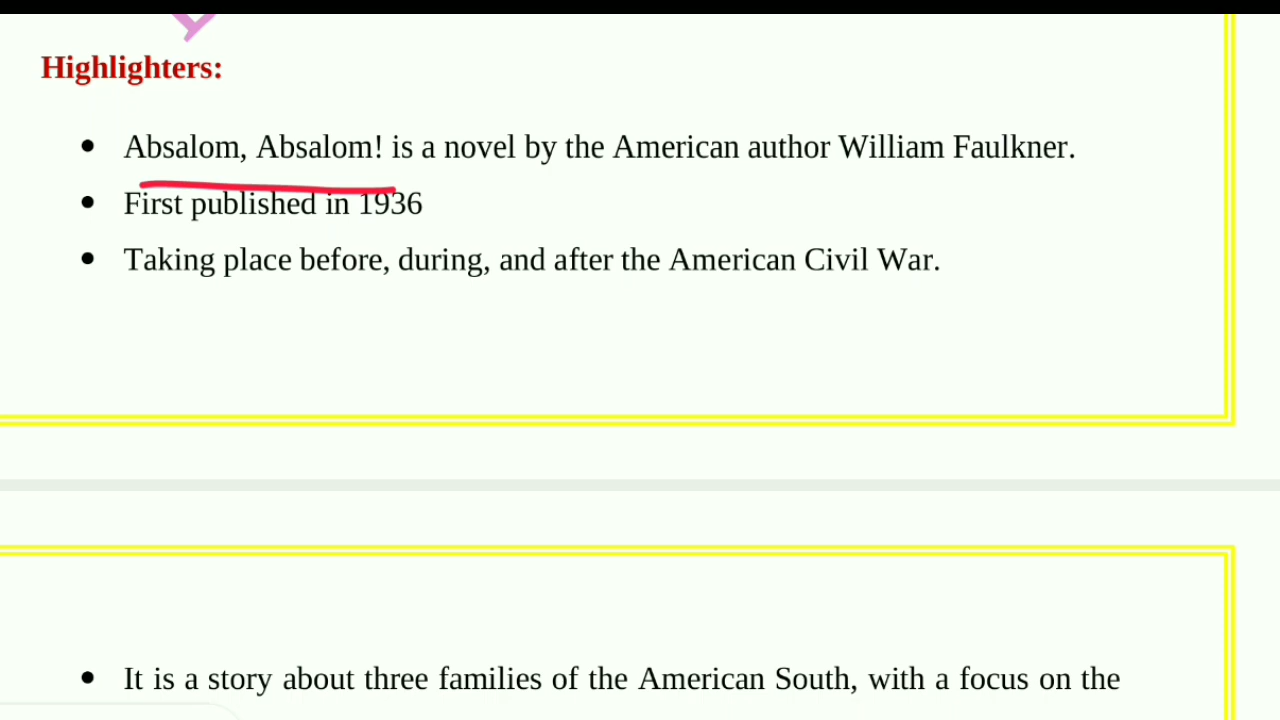 Highlighters:
Absalom, Absalom! is a novel by the American author William Faulkner.
First published in 1936
Taking place before, during, and after the American Civil War.
It is a story about three families of the American South, with a focus on the